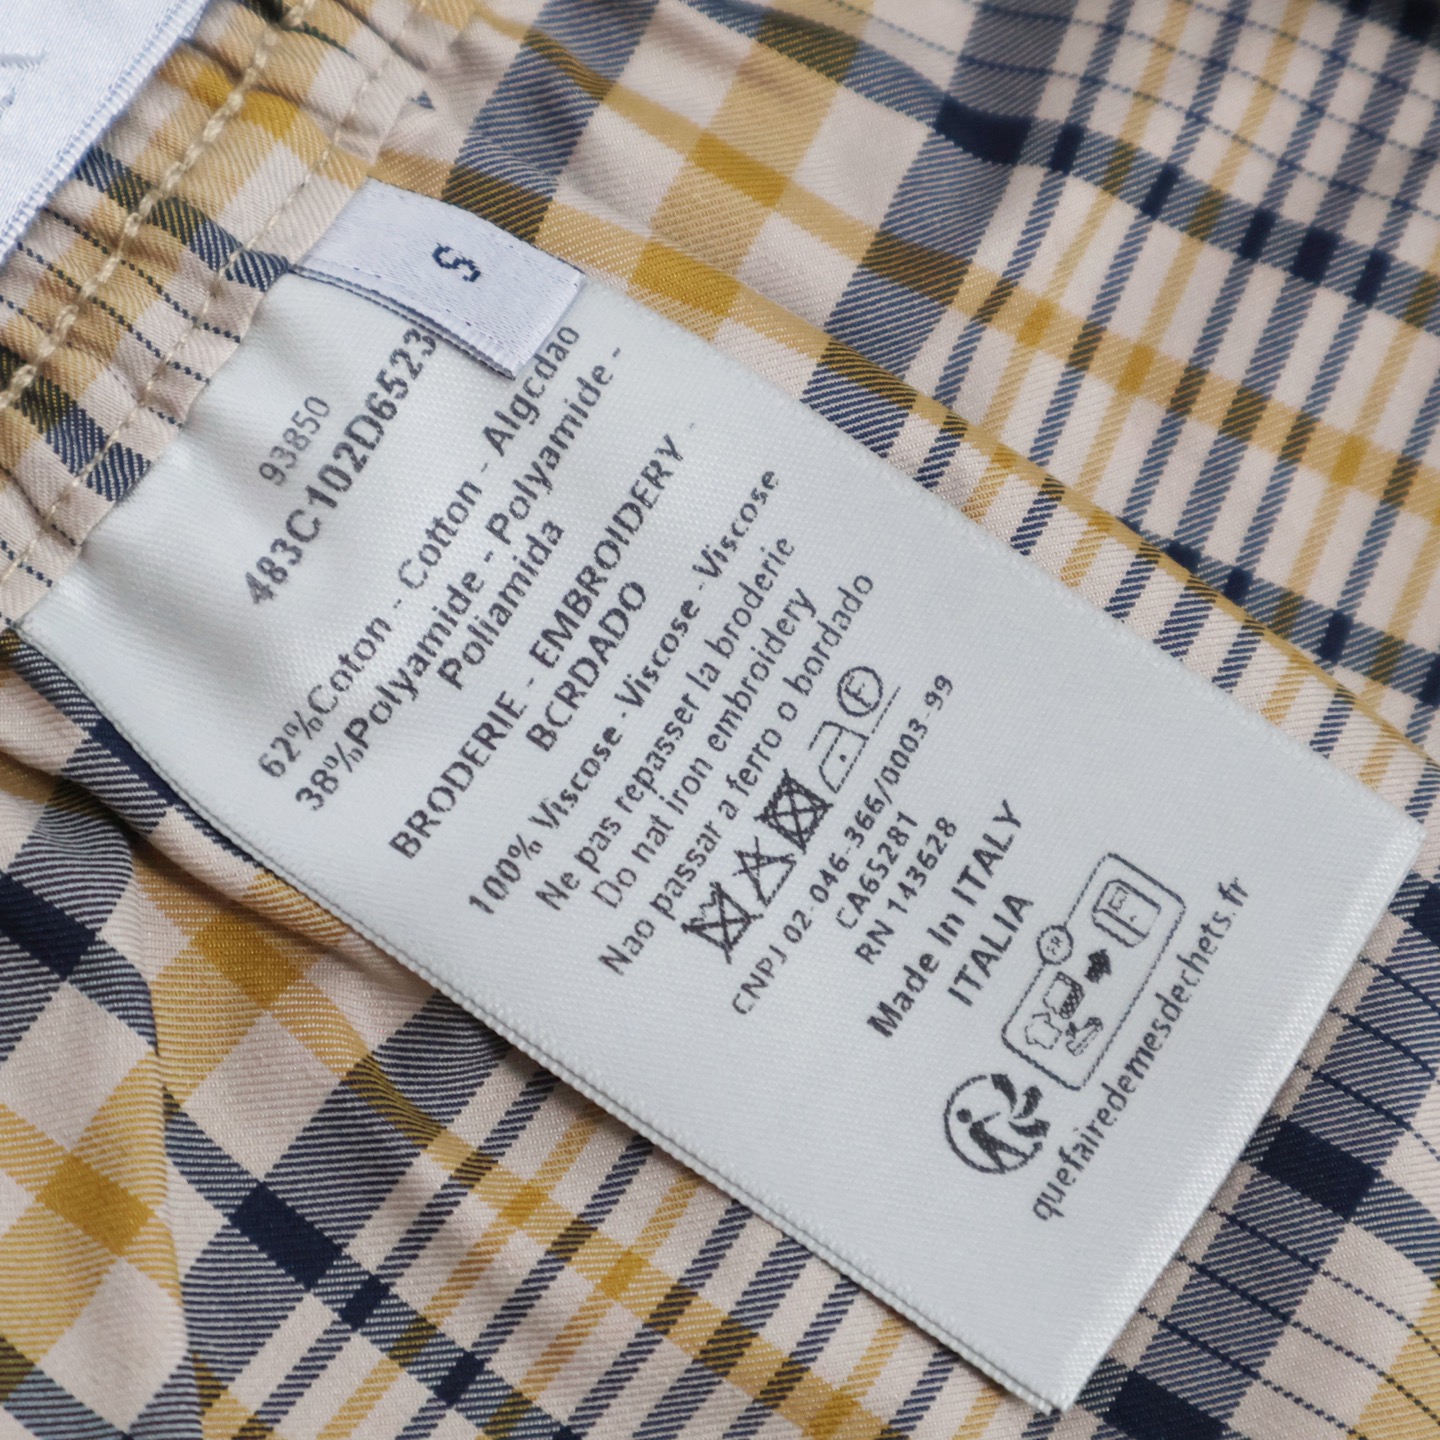 S
93850
483C102D6523
62%Coton - Cotton - Algcdao
38%Polyamide - Polyamide -
Poliamida
BRODERIE - EMBROIDERY -
BCRDADO
100% Viscose - Viscose - Viscose
Ne pas repasser la broderie
Do nat iron embroidery
Nao passar a ferro o bordado
F
CNPJ 02-046-366/0003-99
CA65281
RN 143628
Made In ITALY
ITALIA
FR
quefairedemesdechets.fr